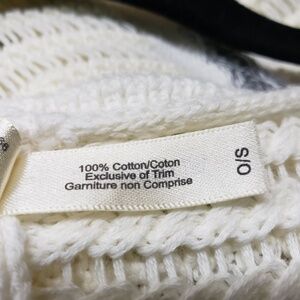 100% Cotton/Coton
Exclusive of Trim
Garniture non Comprise
O/S